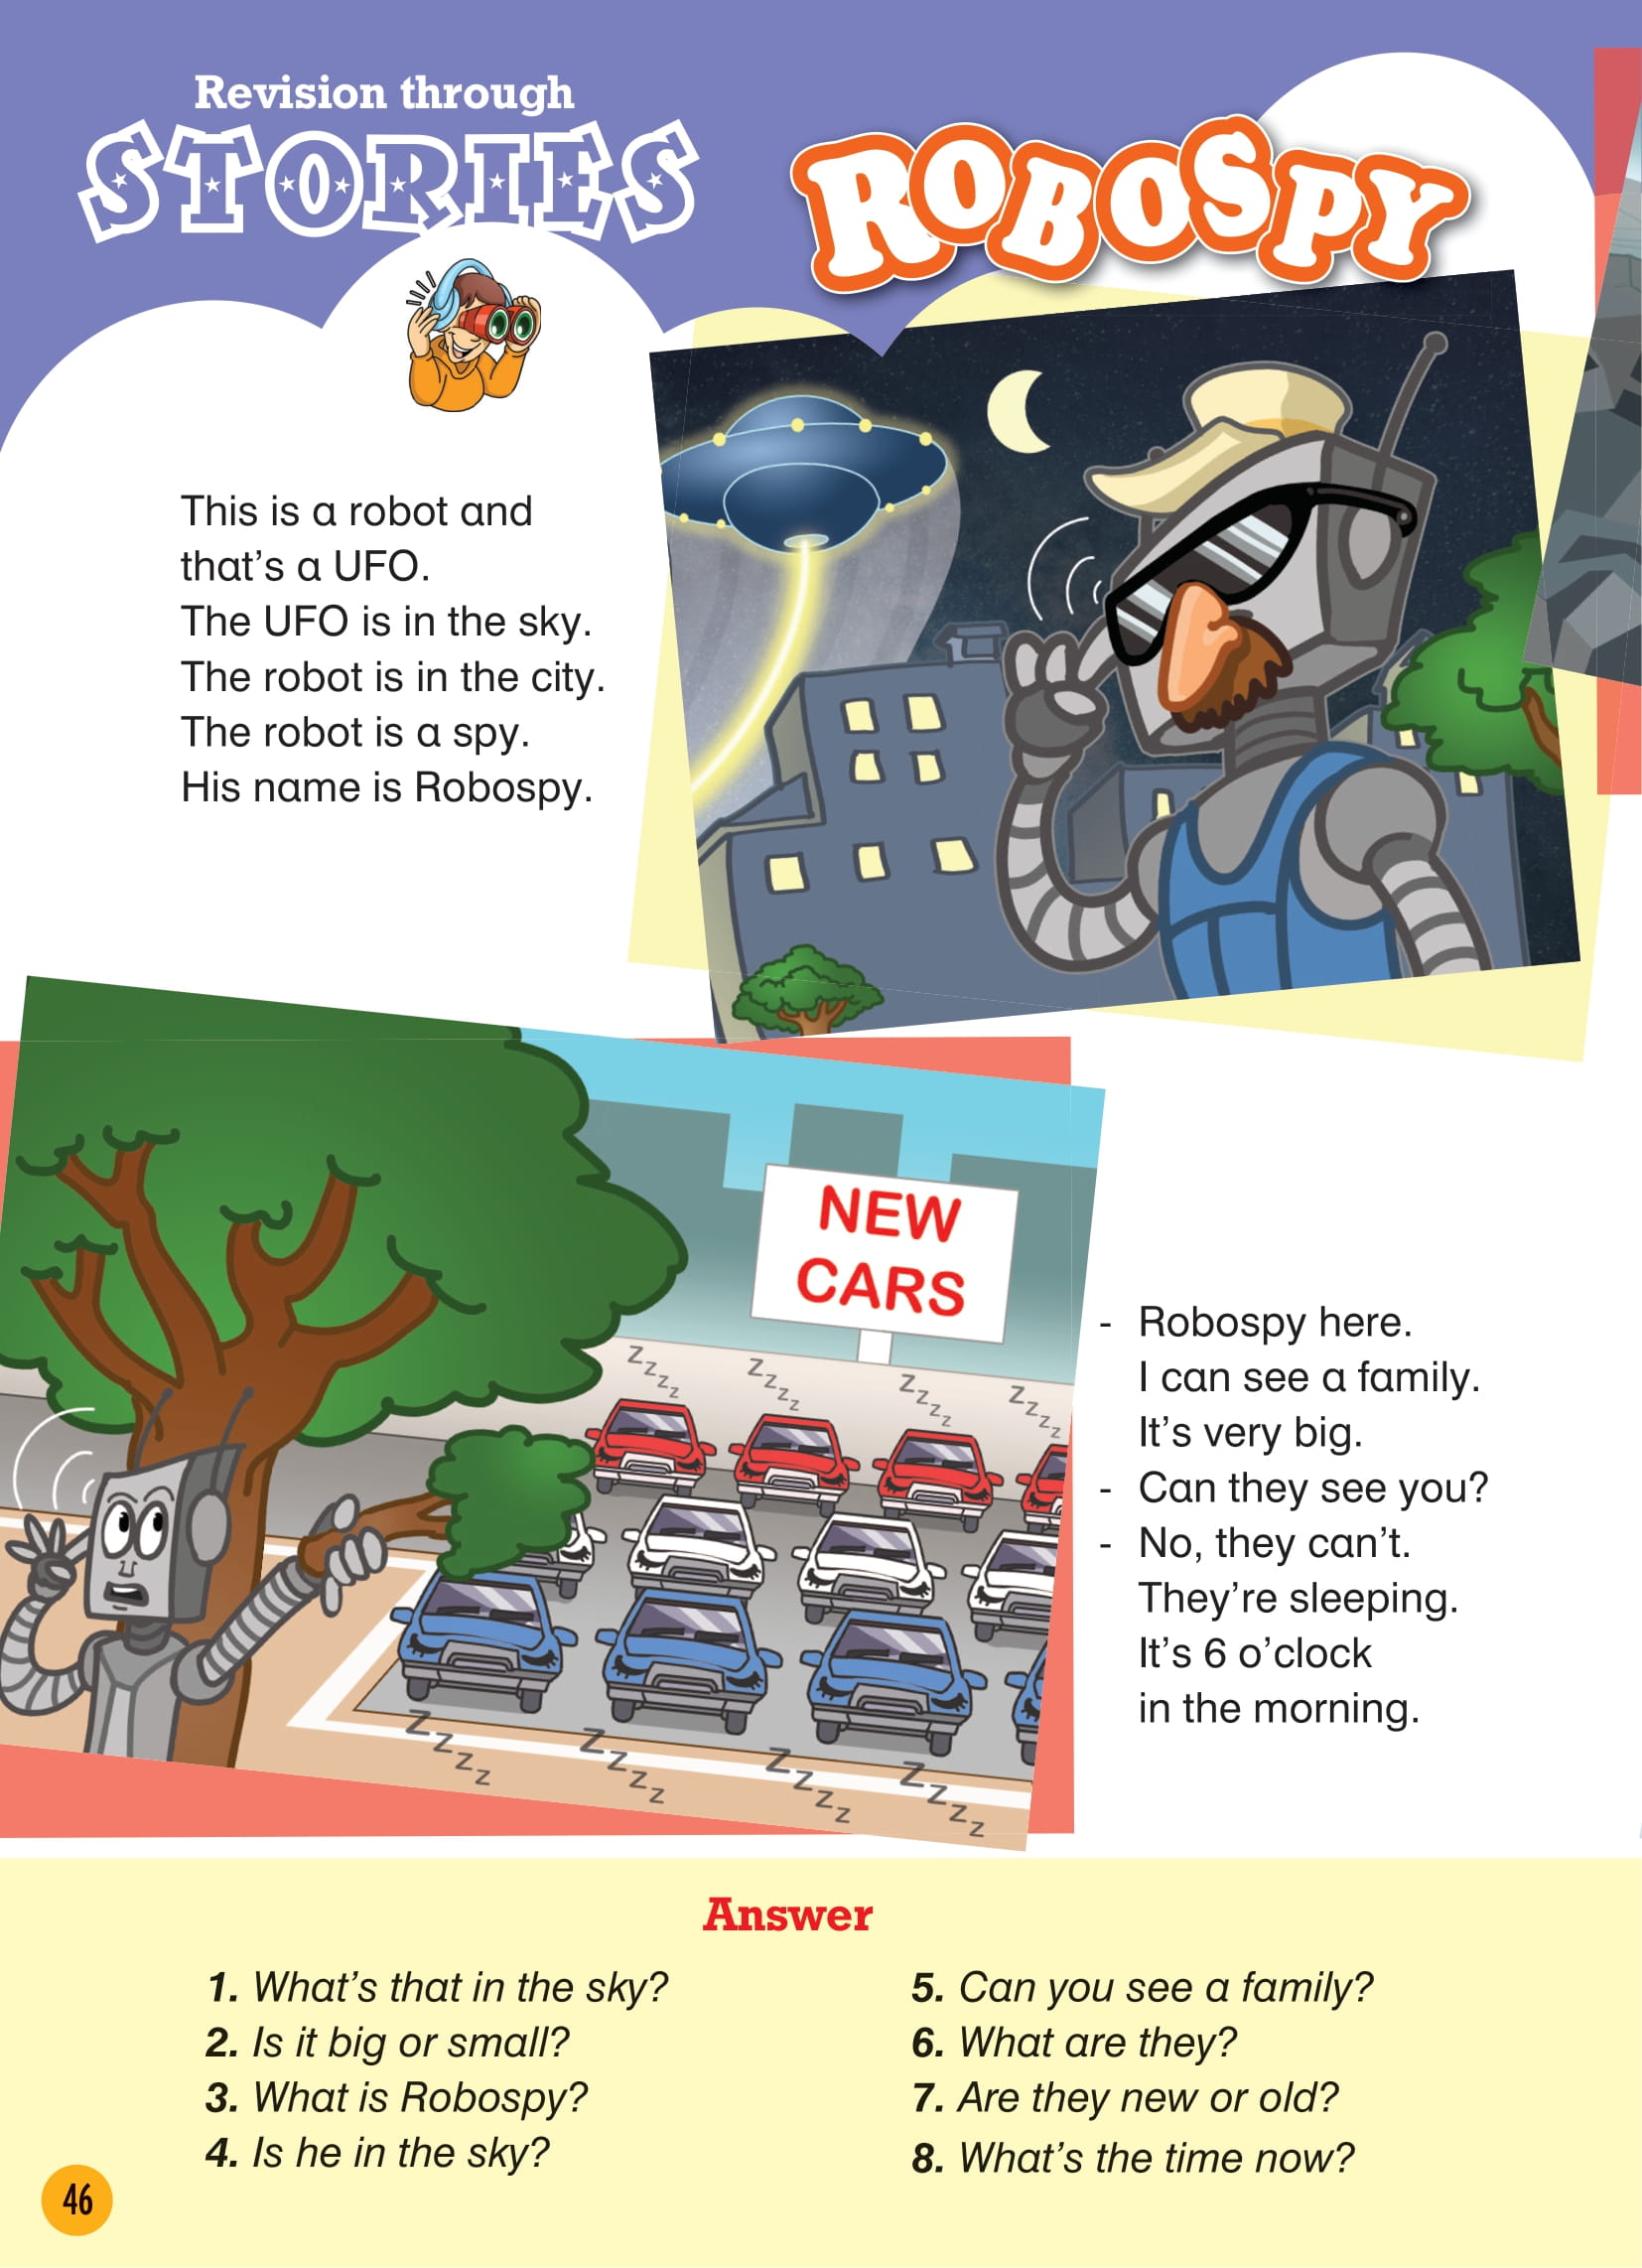 Revision through
STORIES
ROBOSPY
This is a robot and
that's a UFO.
The UFO is in the sky.
The robot is in the city.
The robot is a spy.
His name is Robospy.
NEW
CARS
zzzz
zzzz
zzzz
zzzz
- Robospy here.
I can see a family.
It's very big.
- Can they see you?
- No, they can't.
They're sleeping.
It's 6 o'clock
in the morning.
zzzz
zzzz
zzzz
zzzz
Answer
1. What's that in the sky?
2. Is it big or small?
3. What is Robospy?
4. Is he in the sky?
5. Can you see a family?
6. What are they?
7. Are they new or old?
8. What's the time now?
46